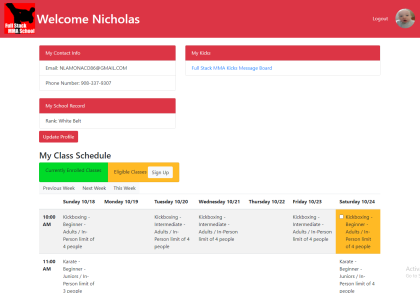 Full Stack
MMA School
Welcome Nicholas
Logout
My Contact Info
Email: NLAMONACO86@GMAIL.COM
Phone Number: 908-337-9307
My Kicks
Full Stack MMA Kicks Message Board
My School Record
Rank: White Belt
Update Profile
My Class Schedule
Currently Enrolled Classes
Eligible Classes
Sign Up
Previous Week Next Week This Week
Sunday 10/18 Monday 10/19 Tuesday 10/20 Wednesday 10/21 Thursday 10/22 Friday 10/23 Saturday 10/24
10:00
AM
Kickboxing -
Beginner -
Adults / In-
Person limit of
4 people
Kickboxing -
Intermediate -
Adults / In-
Person limit of 4
people
Kickboxing -
Intermediate -
Adults / In-
Person limit of 4 people
Kickboxing -
Intermediate -
Adults / In-
Person limit of
4 people
Kickboxing -
Beginner -
Adults / In-
Person limit
of 4 people
11:00
AM
Karate -
Beginner -
Juniors / In-
Person limit of
3 people
Karate -
Beginner -
Juniors / In-
Person limit of